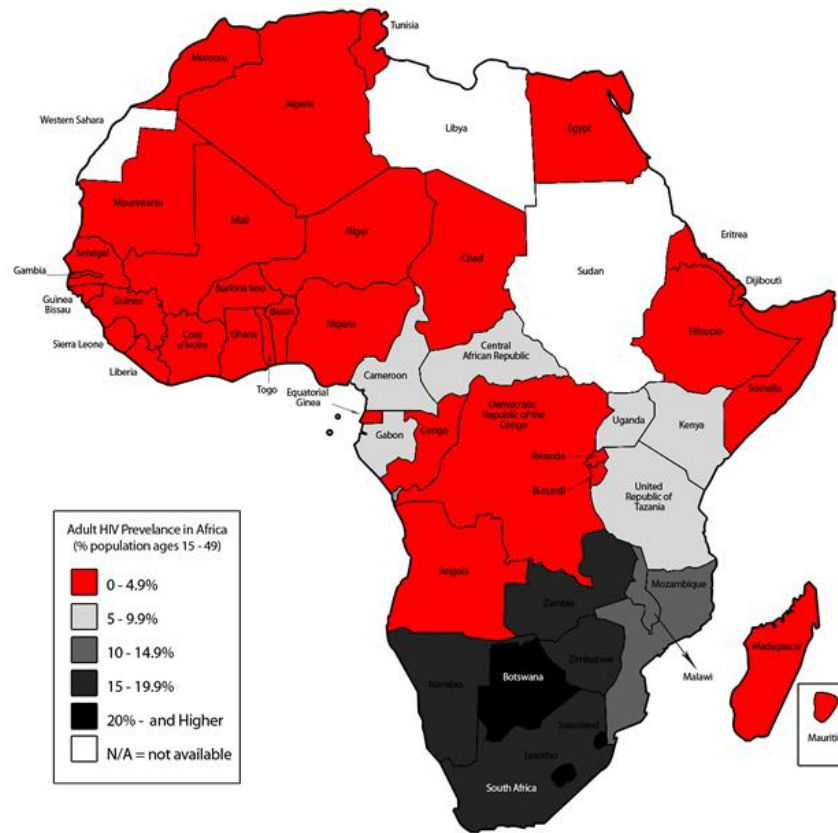 Tunisia
Morocco
Algeria
Western Sahara
Libya
Egypt
Maurintania
Mali
Niger
Chad
Sudan
Eritrea
Senegal
Gambia
Guinea
Bissau
Guinea
Burkina faso
Benin
Nigeria
Djibouti
Ethiopia
Sierra Leone
Cote
d'Ivoire
Ghana
Liberia
Togo
Central
African Republic
Cameroon
Somalia
Equatorial
Ginea
Democratic
Republic of the
Congo
Gabon
Congo
Uganda
Kenya
Rwanda
Burundi
United
Republic of
Tazania
Adult HIV Prevelance in Africa
(% population ages 15 - 49)
0 - 4.9%
5 - 9.9%
10 - 14.9%
15 - 19.9%
20% - and Higher
N/A = not available
Angola
Zambia
Mozambique
Malawi
Madagascar
Mauriti
Namibio
Botswana
Zimbabwe
Swaziland
Lesotho
South Africa